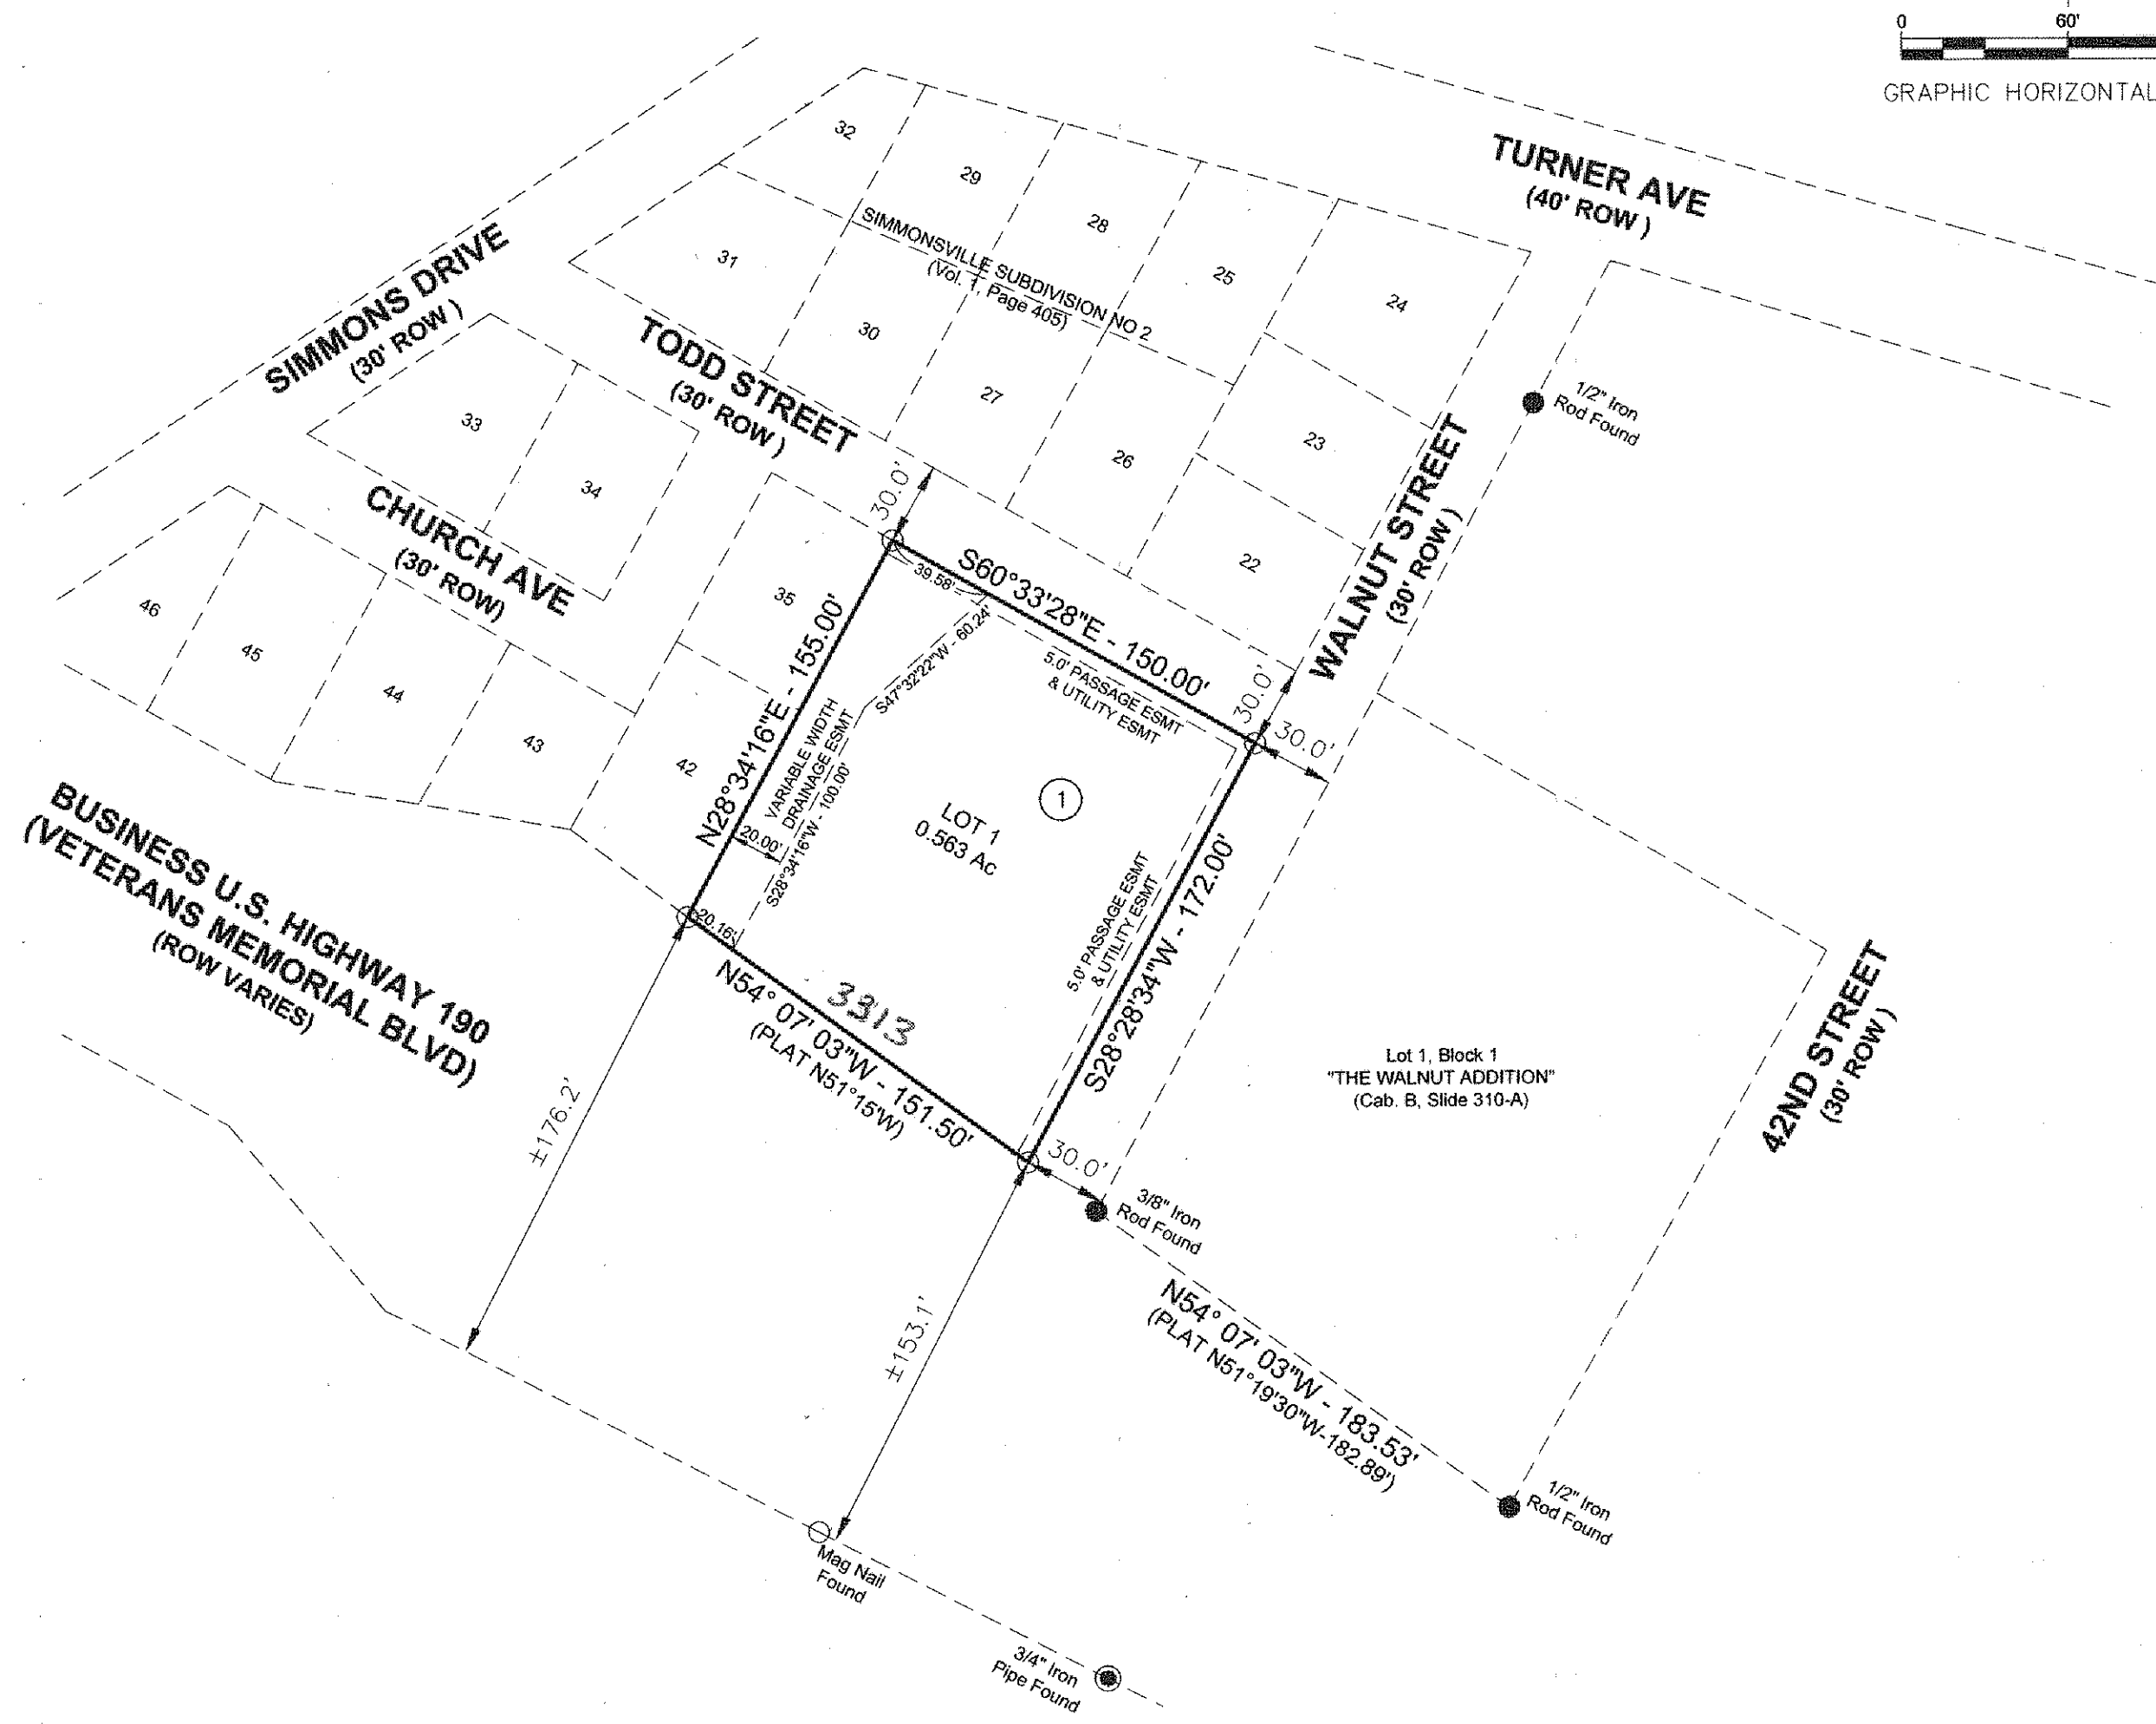 0 60'
GRAPHIC HORIZONTAL
TURNER AVE
(40' ROW )
SIMMONS DRIVE
(30' ROW )
32
29
28
25
24
31
30
27
26
23
22
SIMMONSVILLE SUBDIVISION NO 2
(Vol. 1, Page 405)
TODD STREET
(30' ROW )
1/2" Iron
Rod Found
WALNUT STREET
(30' ROW )
33
34
35
CHURCH AVE
(30' ROW)
46
45
44
43
42
30.0'
39.58'
S60°33'28"E - 150.00'
S47°32'22"W - 60.24'
5.0' PASSAGE ESMT
& UTILITY ESMT
30.0'
30.0'
N28°34'16"E - 155.00'
VARIABLE WIDTH
DRAINAGE ESMT
S28°34'16"W - 100.00'
20.00'
20.16'
1
LOT 1
0.563 Ac
5.0' PASSAGE ESMT
& UTILITY ESMT
S28°28'34"W - 172.00'
BUSINESS U.S. HIGHWAY 190
(VETERANS MEMORIAL BLVD)
(ROW VARIES)
3313
N54° 07' 03"W - 151.50'
(PLAT N51°15'W)
Lot 1, Block 1
"THE WALNUT ADDITION"
(Cab. B, Slide 310-A)
42ND STREET
(30' ROW )
±176.2'
30.0'
3/8" Iron
Rod Found
±153.1'
N54° 07' 03"W - 183.53'
(PLAT N51°19'30"W-182.89')
1/2" Iron
Rod Found
Mag Nail
Found
3/4" Iron
Pipe Found